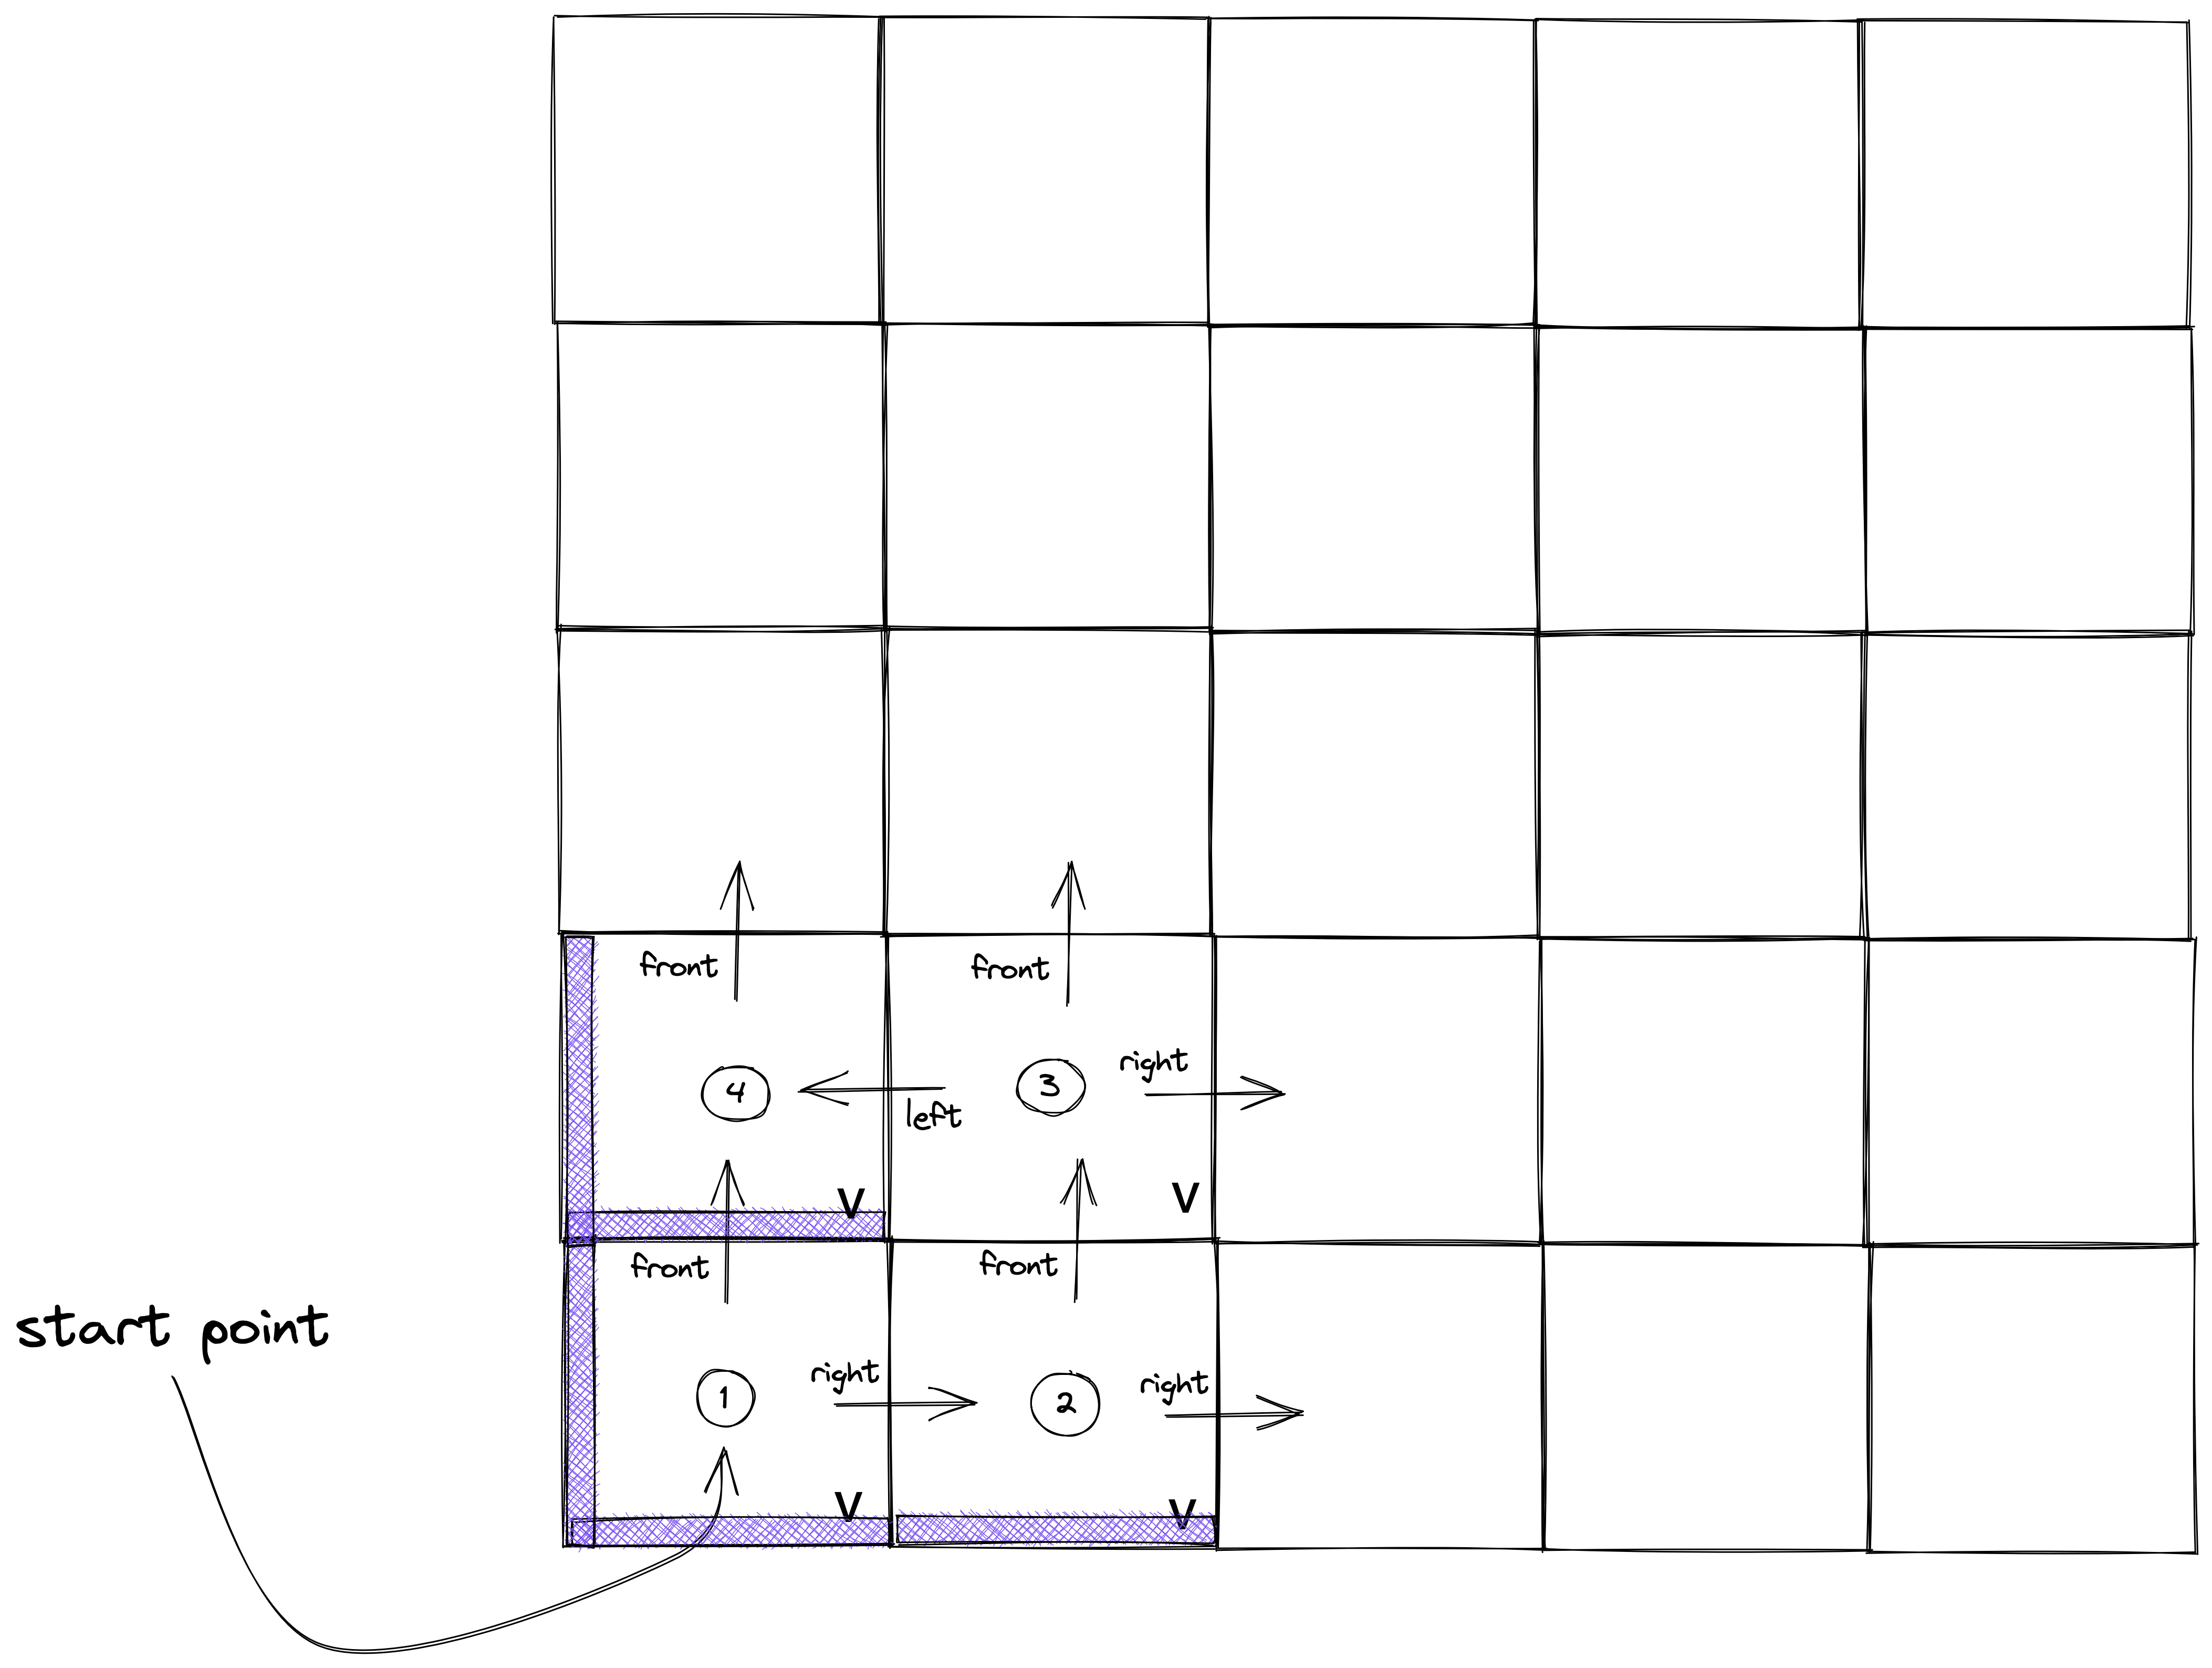 front
front
4
left
3
right
V
V
front
front
start point
1
right
2
right
V
V